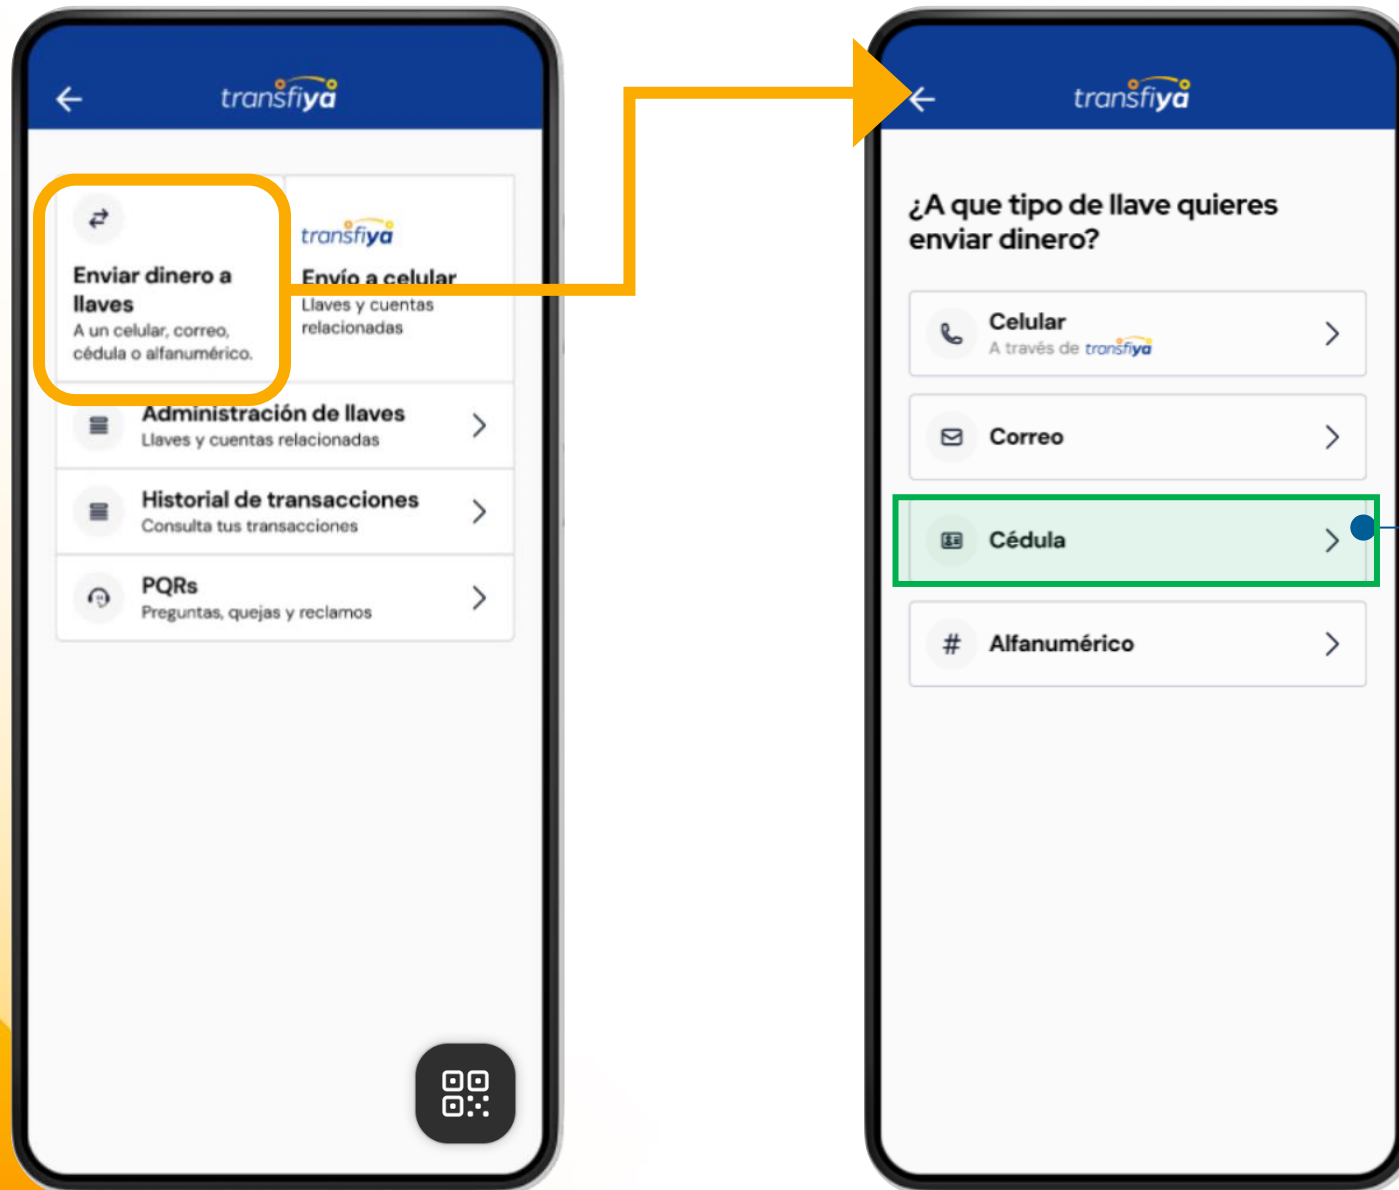 transfiya
Enviar dinero a
llaves
A un celular, correo,
cédula o alfanumérico.
transfiya
Envío a celular
Llaves y cuentas
relacionadas
Administración de llaves
Llaves y cuentas relacionadas
Historial de transacciones
Consulta tus transacciones
PQRs
Preguntas, quejas y reclamos
transfiya
¿A que tipo de llave quieres
enviar dinero?
Celular
A través de transfiya
Correo
Cédula
# Alfanumérico